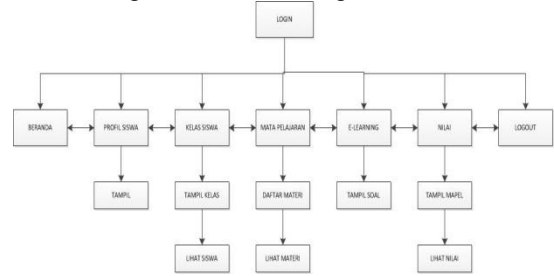 LOGIN
BERANDA
PROFIL SISWA
KELAS SISWA
MATA PELAJARAN
E-LEARNING
NILAI
LOGOUT
TAMPIL
TAMPIL KELAS
DAFTAR MATERI
TAMPIL SOAL
TAMPIL MAPEL
LIHAT SISWA
LIHAT MATERI
LIHAT NILAI